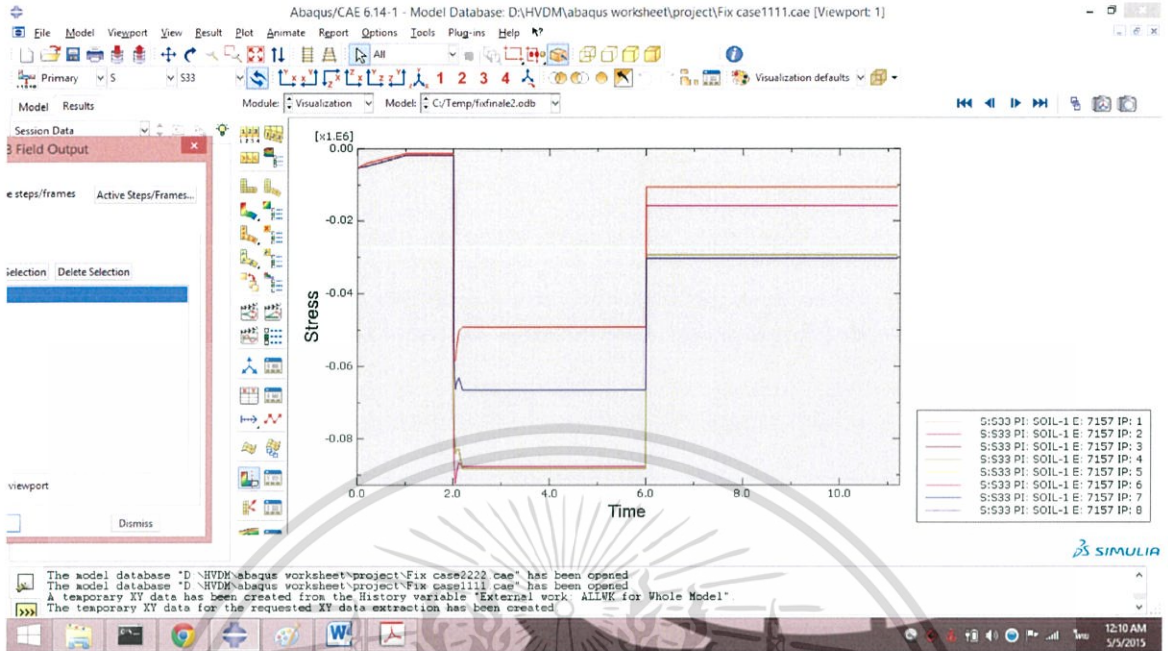 Abaqus/CAE 6.14-1 - Model Database: D:\HVDM\abaqus worksheet\project\Fix case1111.cae [Viewport: 1]
File Model Viewport View Result Plot Animate Report Options Tools Plug-ins Help
All
1 2 3 4
Primary S S33
Visualization defaults
Model Results
Module: Visualization Model: C:/Temp/fixfinale2.odb
Session Data
Field Output
e steps/frames Active Steps/Frames...
Selection Delete Selection
viewport
Dismiss
[x1.E6]
0.00
-0.02
-0.04
-0.06
-0.08
Stress
0.0 2.0 4.0 6.0 8.0 10.0
Time
S:S33 PI: SOIL-1 E: 7157 IP: 1
S:S33 PI: SOIL-1 E: 7157 IP: 2
S:S33 PI: SOIL-1 E: 7157 IP: 3
S:S33 PI: SOIL-1 E: 7157 IP: 4
S:S33 PI: SOIL-1 E: 7157 IP: 5
S:S33 PI: SOIL-1 E: 7157 IP: 6
S:S33 PI: SOIL-1 E: 7157 IP: 7
S:S33 PI: SOIL-1 E: 7157 IP: 8
SIMULIA
The model database "D:\HVDM\abaqus worksheet\project\Fix case2222.cae" has been opened.
The model database "D:\HVDM\abaqus worksheet\project\Fix case1111.cae" has been opened.
A temporary XY data has been created from the History variable "External work: ALLWK for Whole Model".
The temporary XY data for the requested XY data extraction has been created
12:10 AM
5/5/2015